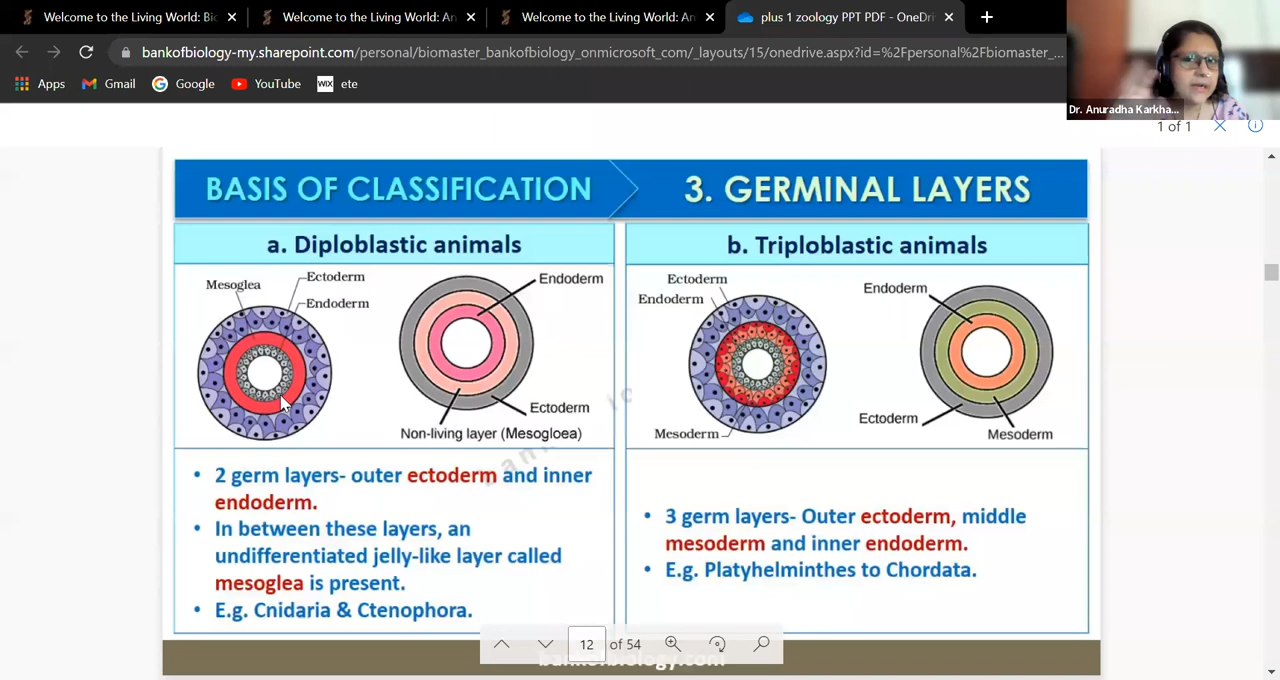 Welcome to the Living World: Bio
Welcome to the Living World: An
Welcome to the Living World: An
plus 1 zoology PPT PDF - OneDri
bankofbiology-my.sharepoint.com/personal/biomaster_bankofbiology_onmicrosoft_com/_layouts/15/onedrive.aspx?id=%2Fpersonal%2Fbiomaster_...
Apps
Gmail
Google
YouTube
WIX
ete
Dr. Anuradha Karkha...
1 of 1
BASIS OF CLASSIFICATION
3. GERMINAL LAYERS
a. Diploblastic animals
Mesoglea
Ectoderm
Endoderm
Endoderm
Ectoderm
Non-living layer (Mesogloea)
• 2 germ layers- outer ectoderm and inner
endoderm.
• In between these layers, an
undifferentiated jelly-like layer called
mesoglea is present.
• E.g. Cnidaria & Ctenophora.
b. Triploblastic animals
Ectoderm
Endoderm
Mesoderm
Endoderm
Ectoderm
Mesoderm
• 3 germ layers- Outer ectoderm, middle
mesoderm and inner endoderm.
• E.g. Platyhelminthes to Chordata.
12 of 54
bankofbiology.com